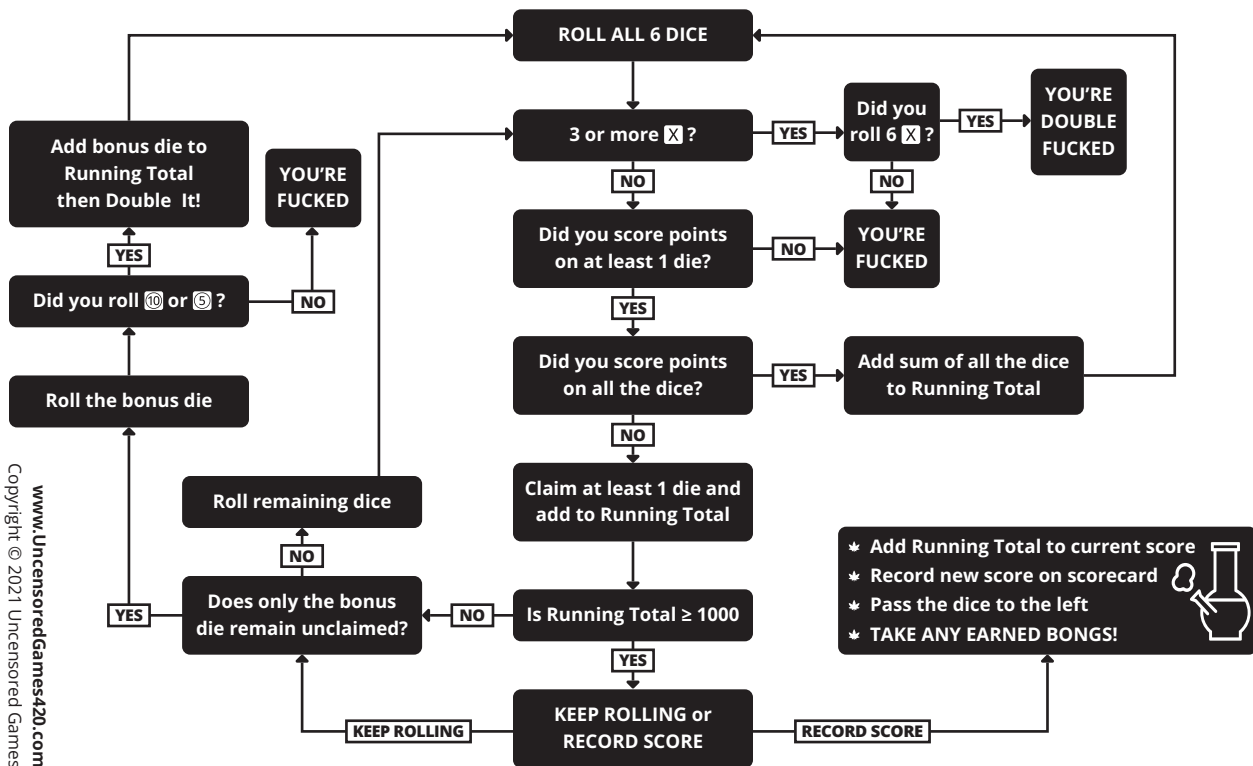 ROLL ALL 6 DICE
3 or more X ?
YES
Did you
roll 6 X ?
YES
YOU'RE
DOUBLE
FUCKED
NO
NO
Did you score points
on at least 1 die?
NO
YOU'RE
FUCKED
YES
Did you score points
on all the dice?
YES
Add sum of all the dice
to Running Total
NO
Claim at least 1 die and
add to Running Total
Is Running Total ≥ 1000
NO
YES
KEEP ROLLING or
RECORD SCORE
KEEP ROLLING
RECORD SCORE
Add Running Total to current score
Record new score on scorecard
Pass the dice to the left
TAKE ANY EARNED BONGS!
Does only the bonus
die remain unclaimed?
NO
Roll remaining dice
YES
Roll the bonus die
Did you roll ⑩ or ⑤ ?
NO
YOU'RE
FUCKED
YES
Add bonus die to
Running Total
then Double It!
www.UncensoredGames420.com
Copyright © 2021 Uncensored Games